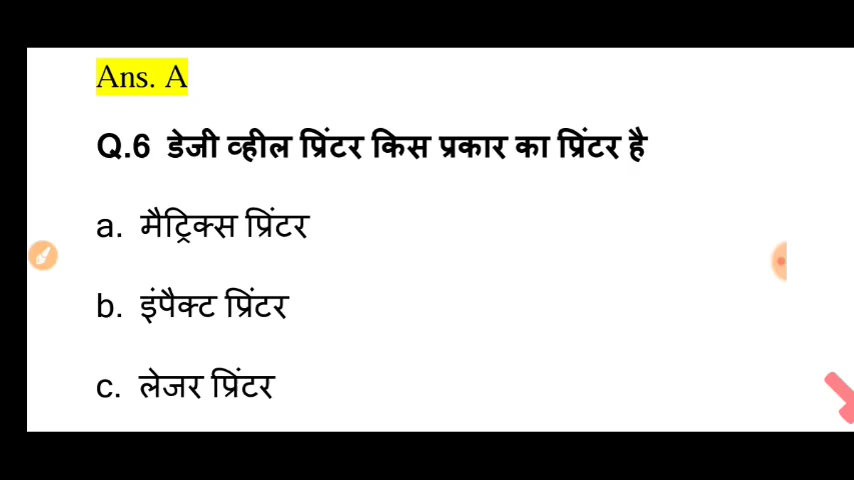 Ans. A
Q.6 डेजी व्हील प्रिंटर किस प्रकार का प्रिंटर है
a. मैट्रिक्स प्रिंटर
b. इंपैक्ट प्रिंटर
c. लेजर प्रिंटर